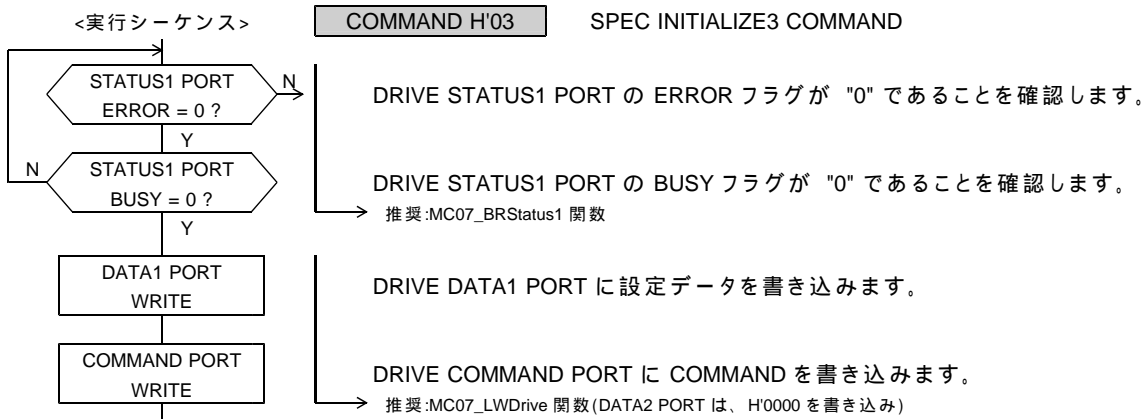 <実行シーケンス>
COMMAND H'03
SPEC INITIALIZE3 COMMAND
STATUS1 PORT
ERROR = 0 ?
N
DRIVE STATUS1 PORT の ERROR フラグが "0" であることを確認します。
Y
N
STATUS1 PORT
BUSY = 0 ?
DRIVE STATUS1 PORT の BUSY フラグが "0" であることを確認します。
推奨:MC07_BRStatus1 関数
Y
DATA1 PORT
WRITE
DRIVE DATA1 PORT に設定データを書き込みます。
COMMAND PORT
WRITE
DRIVE COMMAND PORT に COMMAND を書き込みます。
推奨:MC07_LWDrive 関数(DATA2 PORT は、H'0000 を書き込み)